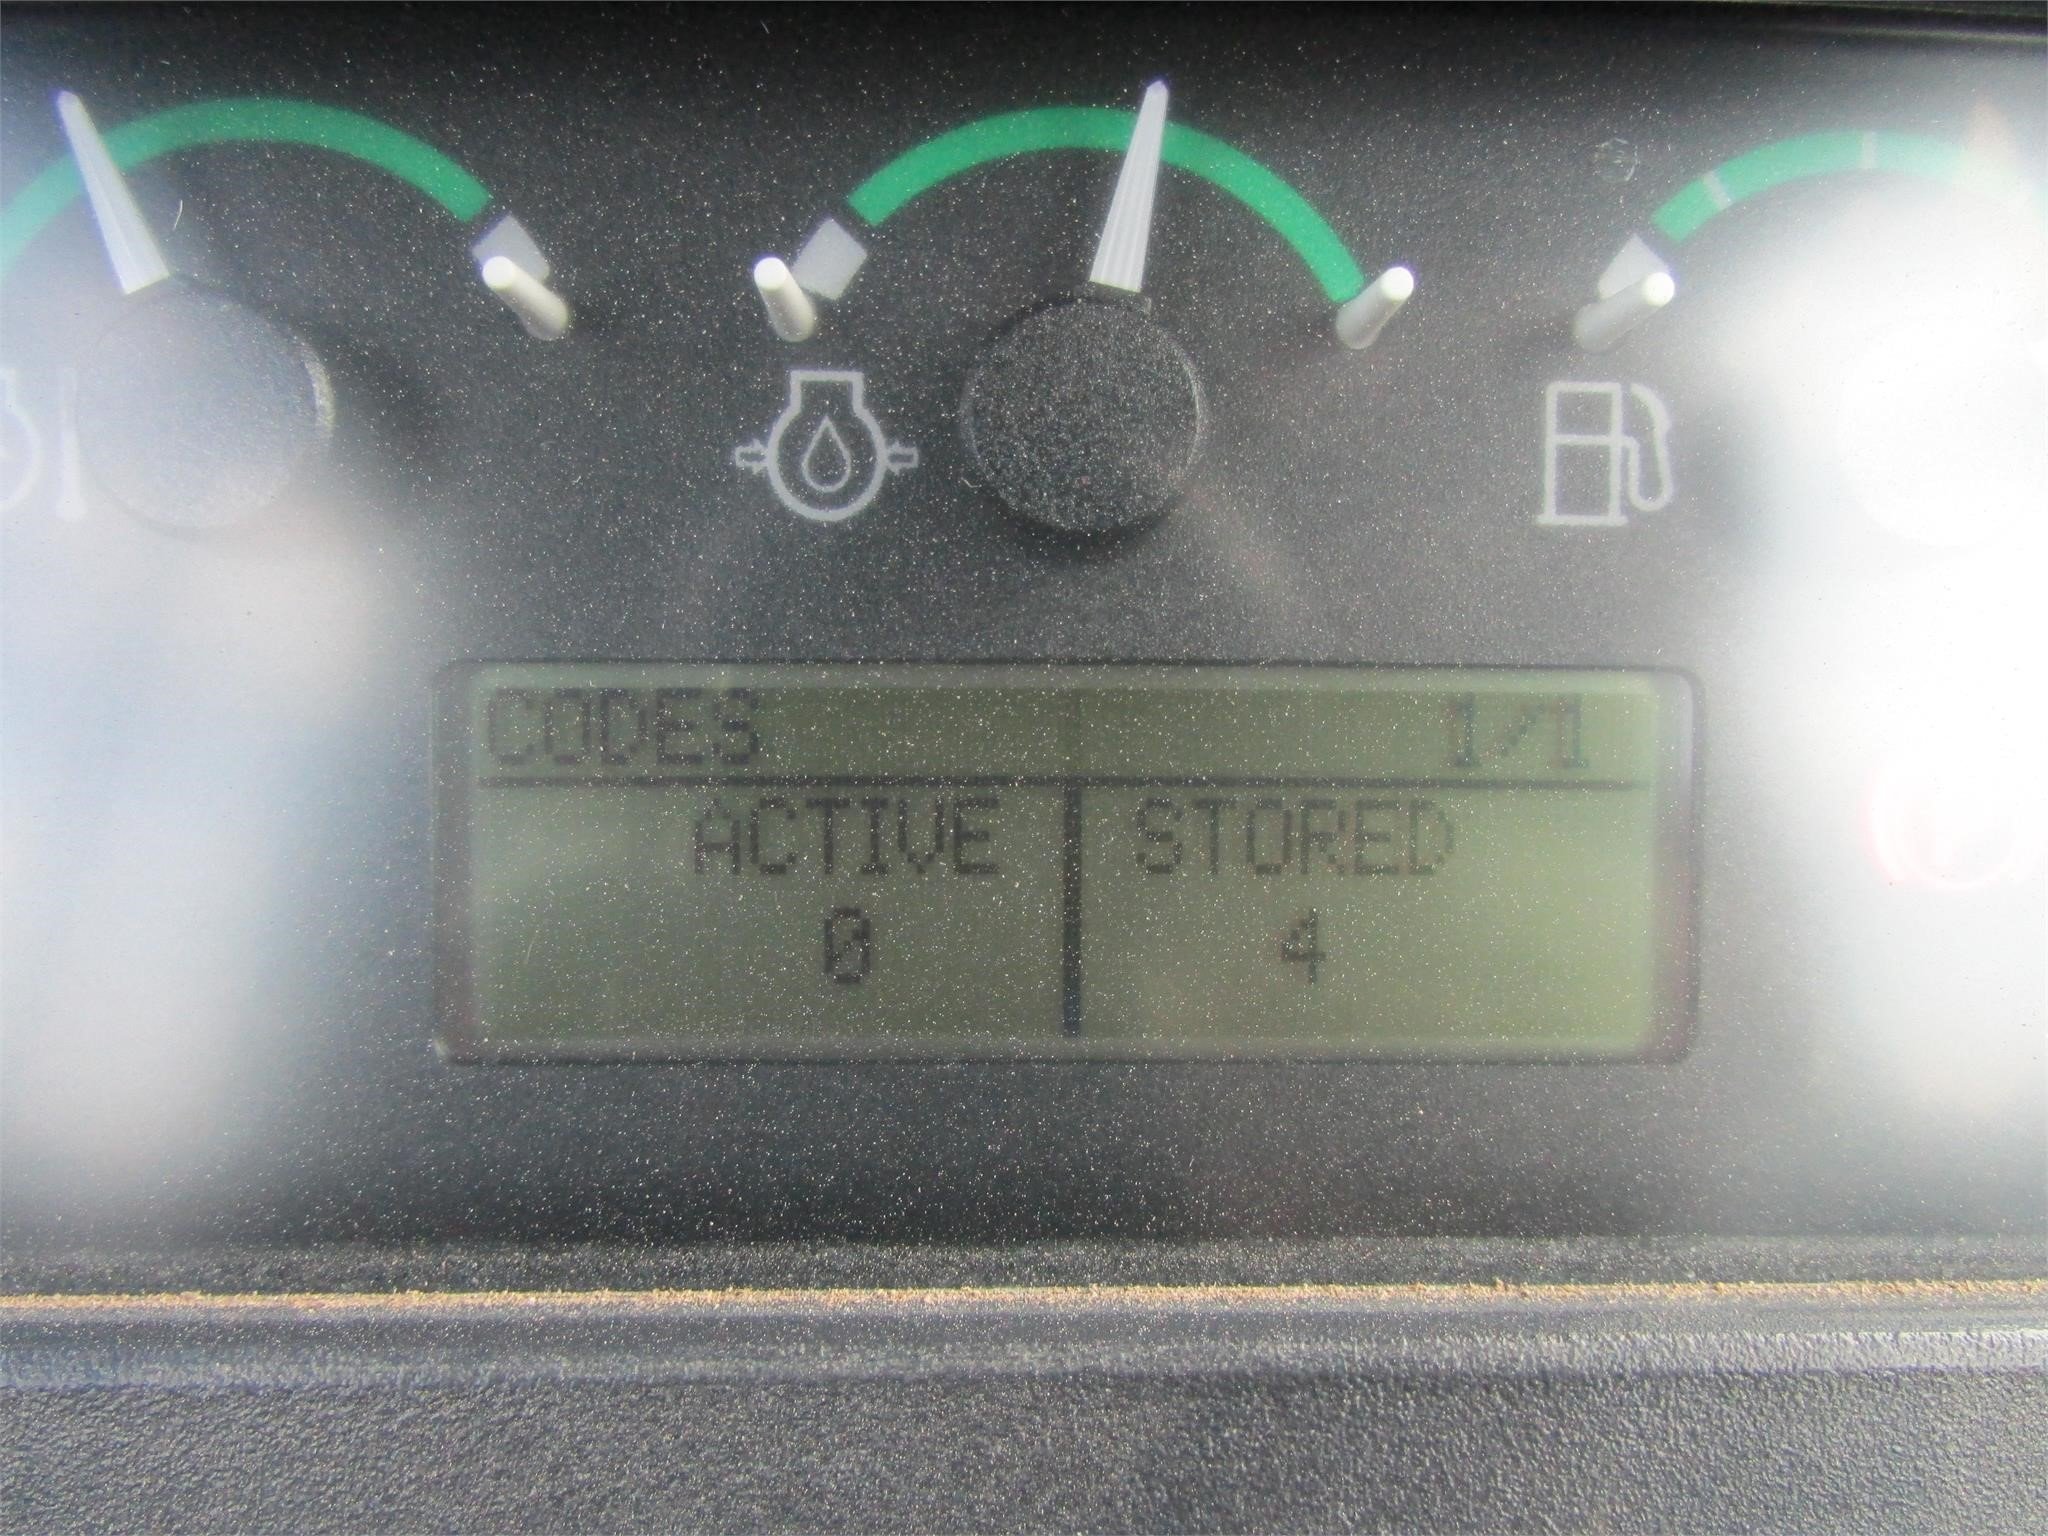 CODES 1/1
ACTIVE STORED
0 4